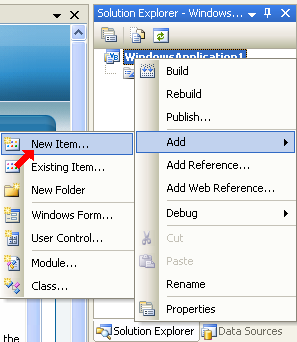 Solution Explorer - Windows...
WindowsApplication1
Build
Rebuild
Publish...
Add
Add Reference...
Add Web Reference...
Debug
Cut
Paste
Rename
Properties
New Item...
Existing Item...
New Folder
Windows Form...
User Control...
Module...
Class...
the
Solution Explorer
Data Sources